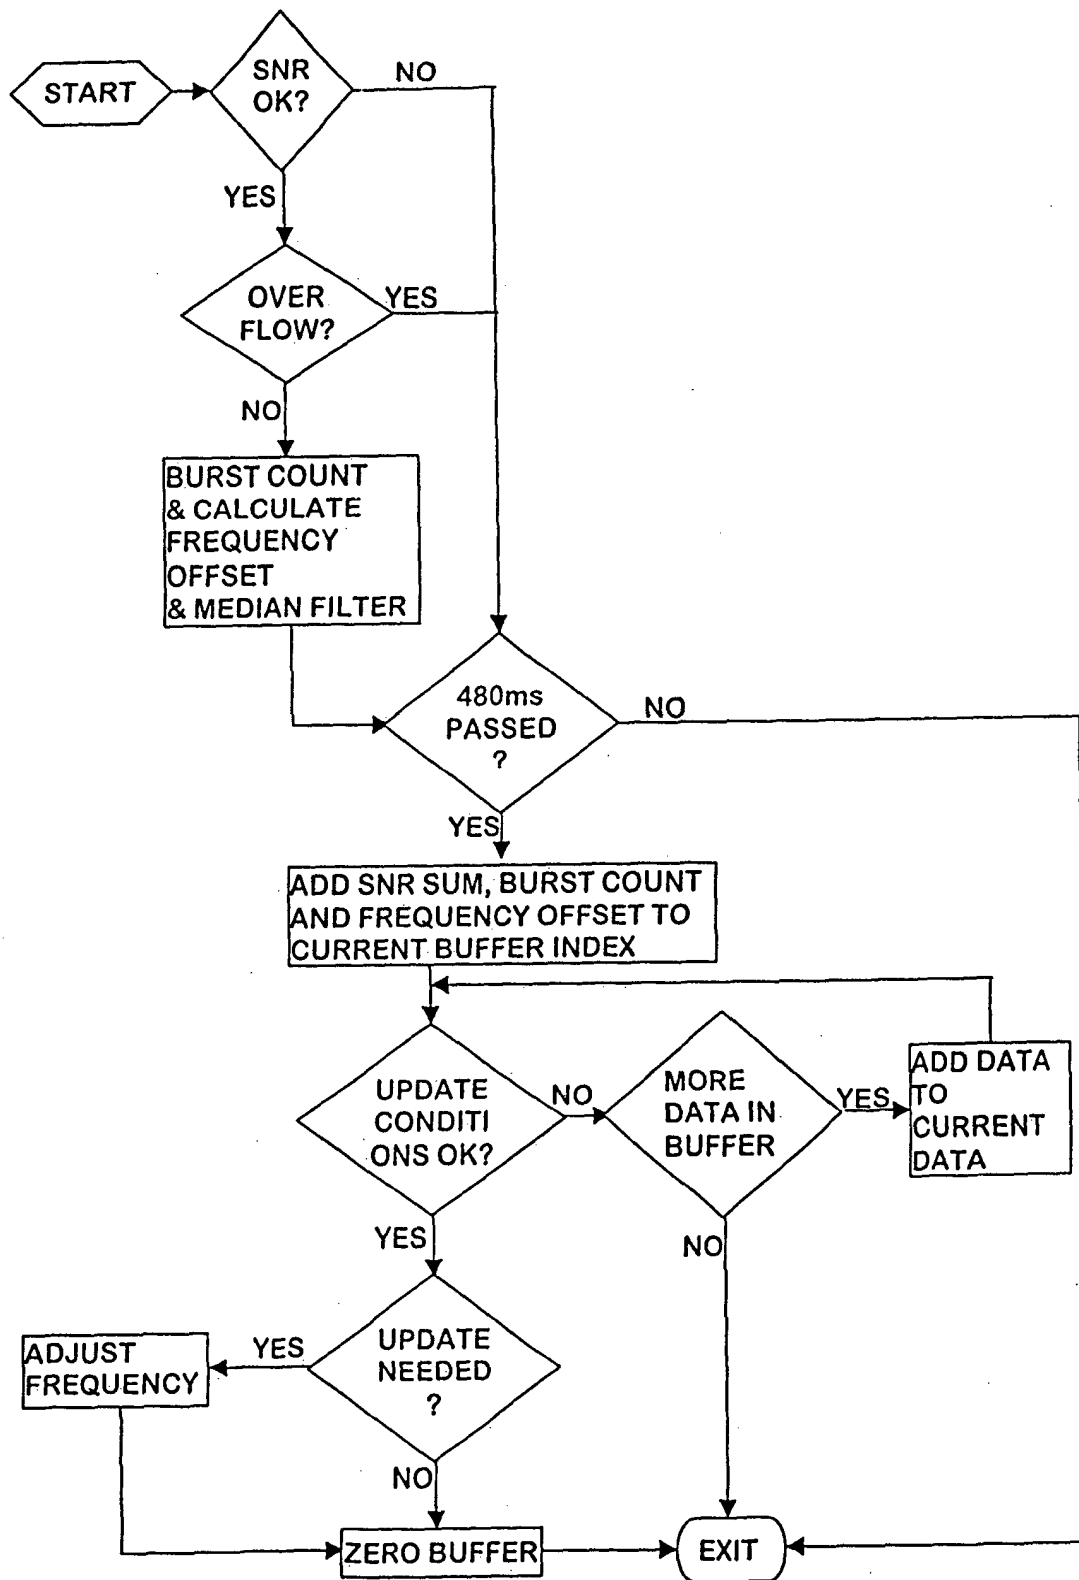 START
SNR
OK?
NO
YES
OVER
FLOW?
YES
NO
BURST COUNT
& CALCULATE
FREQUENCY
OFFSET
& MEDIAN FILTER
480ms
PASSED
?
NO
YES
ADD SNR SUM, BURST COUNT
AND FREQUENCY OFFSET TO
CURRENT BUFFER INDEX
UPDATE
CONDITI
ONS OK?
NO
MORE
DATA IN
BUFFER
YES
ADD DATA
TO
CURRENT
DATA
YES
NO
UPDATE
NEEDED
?
YES
ADJUST
FREQUENCY
NO
ZERO BUFFER
EXIT